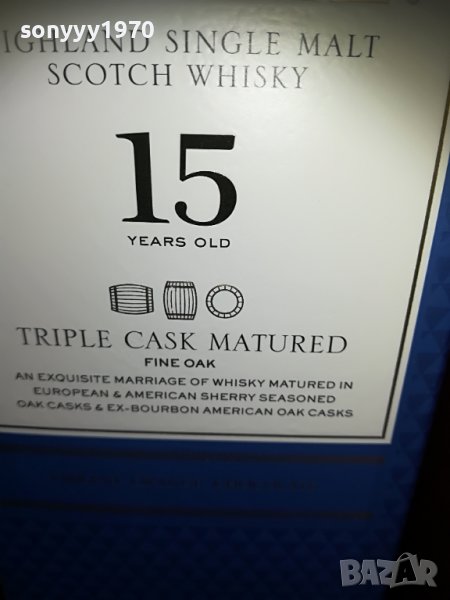 sonyyy1970
IGHLAND SINGLE MALT
SCOTCH WHISKY
15
YEARS OLD
TRIPLE CASK MATURED
FINE OAK
AN EXQUISITE MARRIAGE OF WHISKY MATURED IN
EUROPEAN & AMERICAN SHERRY SEASONED
OAK CASKS & EX-BOURBON AMERICAN OAK CASKS
BAZAR